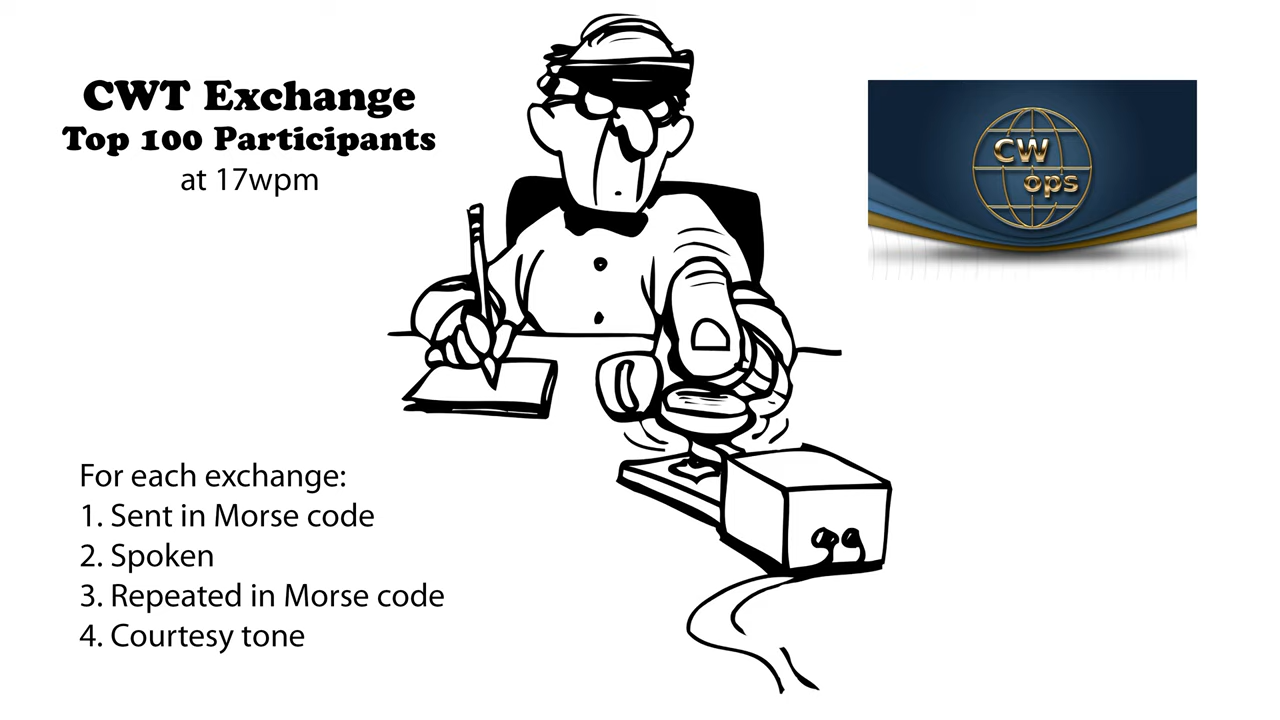 CWT Exchange
Top 100 Participants
at 17wpm
CW
ops
For each exchange:
1. Sent in Morse code
2. Spoken
3. Repeated in Morse code
4. Courtesy tone